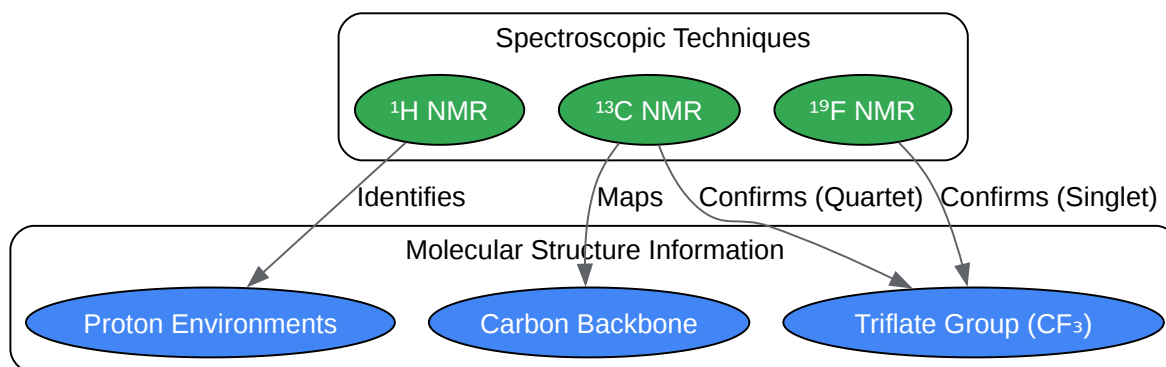 Spectroscopic Techniques
¹H NMR
¹³C NMR
¹⁹F NMR
Identifies
Maps
Confirms (Quartet)
Confirms (Singlet)
Molecular Structure Information
Proton Environments
Carbon Backbone
Triflate Group (CF₃)